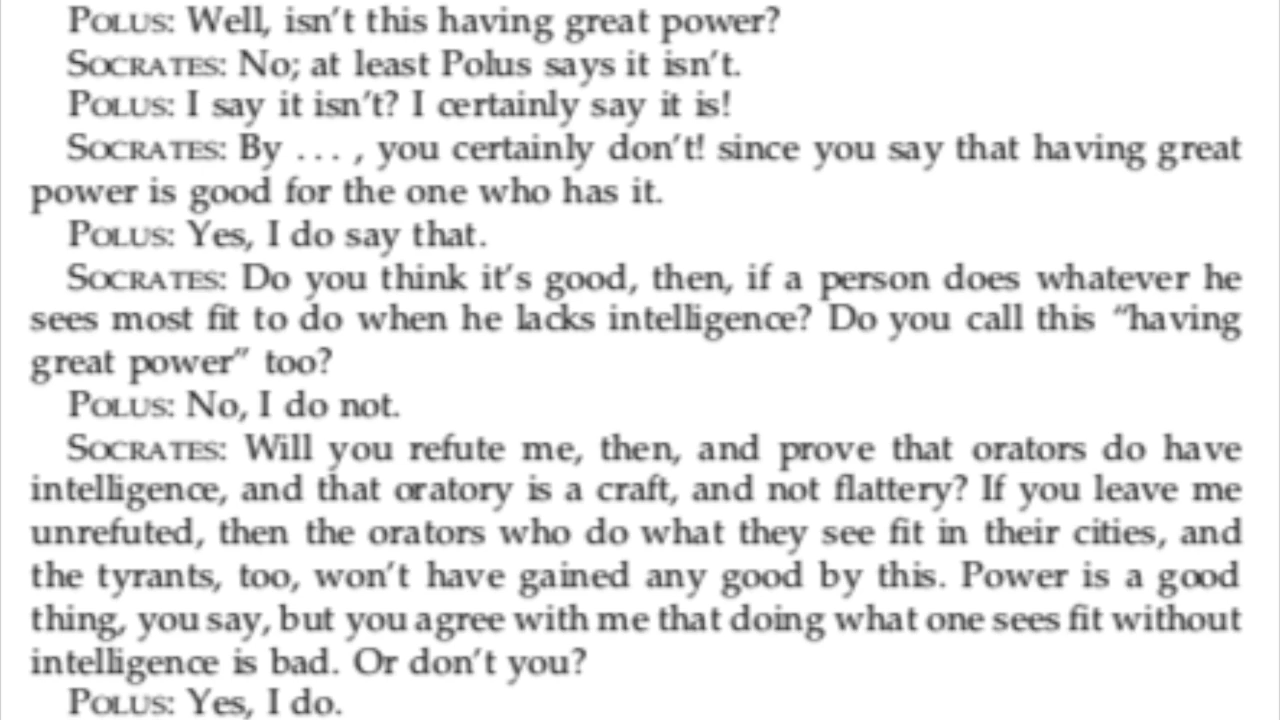 POLUS: Well, isn't this having great power?
SOCRATES: No; at least Polus says it isn't.
POLUS: I say it isn't? I certainly say it is!
SOCRATES: By . . . , you certainly don't! since you say that having great
power is good for the one who has it.
POLUS: Yes, I do say that.
SOCRATES: Do you think it's good, then, if a person does whatever he
sees most fit to do when he lacks intelligence? Do you call this “having
great power” too?
POLUS: No, I do not.
SOCRATES: Will you refute me, then, and prove that orators do have
intelligence, and that oratory is a craft, and not flattery? If you leave me
unrefuted, then the orators who do what they see fit in their cities, and
the tyrants, too, won't have gained any good by this. Power is a good
thing, you say, but you agree with me that doing what one sees fit without
intelligence is bad. Or don't you?
POLUS: Yes, I do.